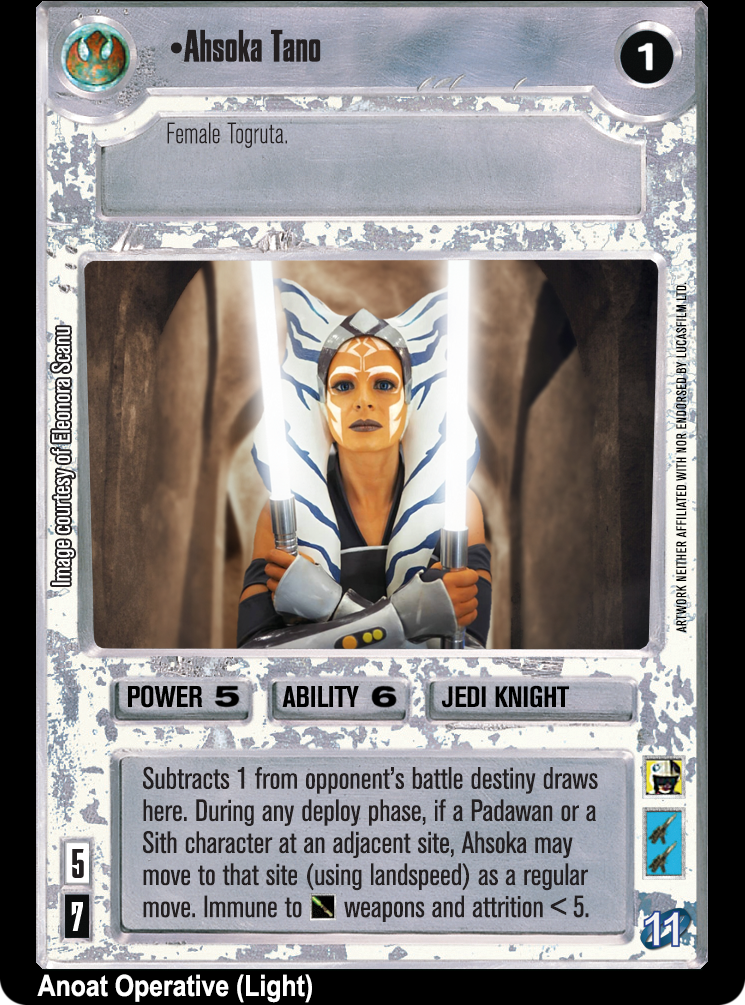 •Ahsoka Tano
1
Female Togruta.
Image courtesy of Eleonora Scanu
ARTWORK NEITHER AFFILIATED WITH NOR ENDORSED BY LUCASFILM LTD.
POWER 5
ABILITY 6
JEDI KNIGHT
Subtracts 1 from opponent's battle destiny draws
here. During any deploy phase, if a Padawan or a
Sith character at an adjacent site, Ahsoka may
move to that site (using landspeed) as a regular
move. Immune to weapons and attrition < 5.
5
7
11
Anoat Operative (Light)